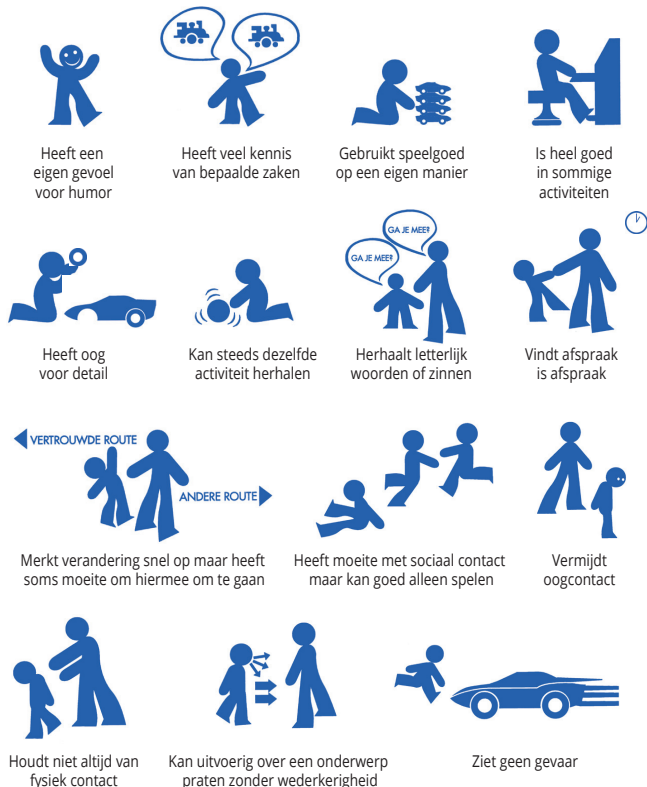 Heeft een
eigen gevoel
voor humor
Heeft veel kennis
van bepaalde zaken
Gebruikt speelgoed
op een eigen manier
Is heel goed
in sommige
activiteiten
Heeft oog
voor detail
Kan steeds dezelfde
activiteit herhalen
GA JE MEE?
GA JE MEE?
Herhaalt letterlijk
woorden of zinnen
Vindt afspraak
is afspraak
VERTROUWDE ROUTE
ANDERE ROUTE
Merkt verandering snel op maar heeft
soms moeite om hiermee om te gaan
Heeft moeite met sociaal contact
maar kan goed alleen spelen
Vermijdt
oogcontact
Houdt niet altijd van
fysiek contact
Kan uitvoerig over een onderwerp
praten zonder wederkerigheid
Ziet geen gevaar